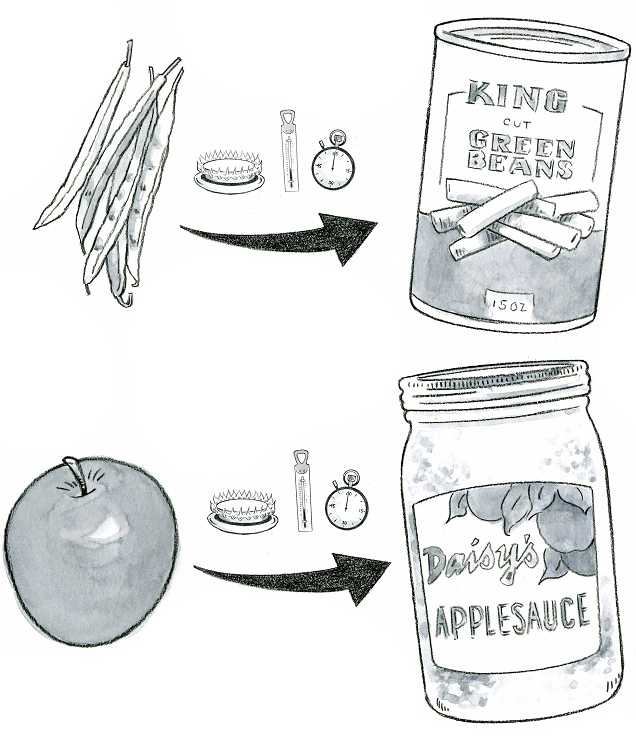 KING
CUT
GREEN
BEANS
15OZ
Daisy's
APPLESAUCE